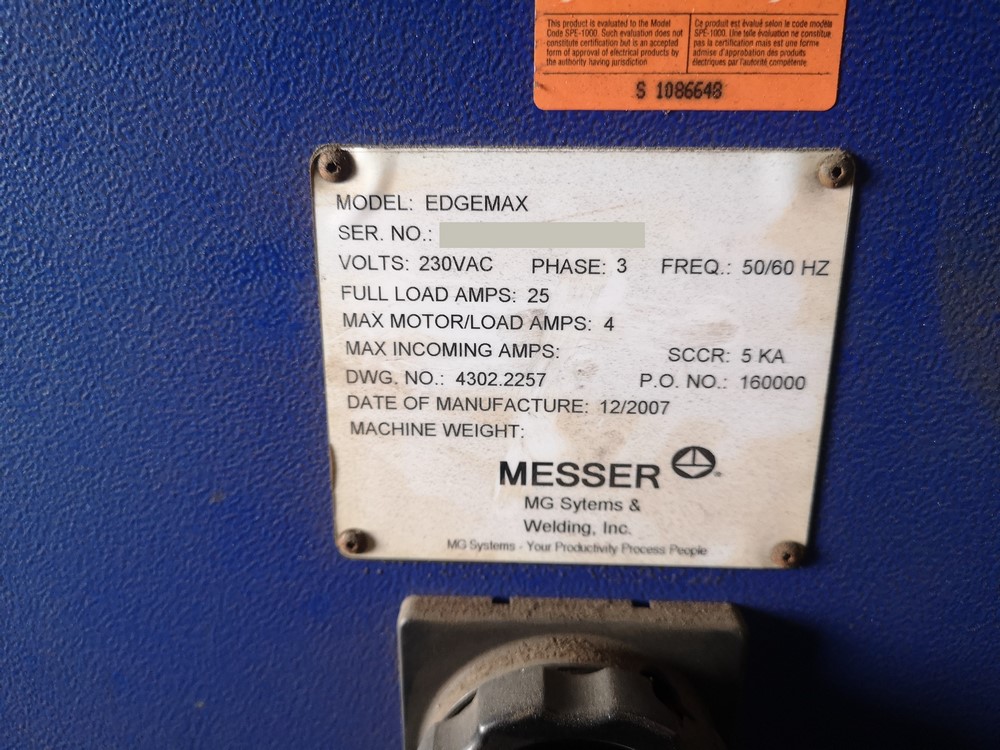 This product is evaluated to the Model
Code SPE-1000. Such evaluation does not
constitute certification but is an accepted
form of approval of electrical products by
the authority having jurisdiction.
Ce produit est évalué selon le code modèle
SPE-1000. Une telle évaluation ne constitue
pas la certification mais est une forme
admise d'approbation des produits
électriques par l'autorité compétente.
S 1086648
MODEL: EDGEMAX
SER. NO.:
VOLTS: 230VAC PHASE: 3 FREQ.: 50/60 HZ
FULL LOAD AMPS: 25
MAX MOTOR/LOAD AMPS: 4
MAX INCOMING AMPS: SCCR: 5 KA
DWG. NO.: 4302.2257 P.O. NO.: 160000
DATE OF MANUFACTURE: 12/2007
MACHINE WEIGHT:
MESSER
MG Sytems &
Welding, Inc.
MG Systems - Your Productivity Process People